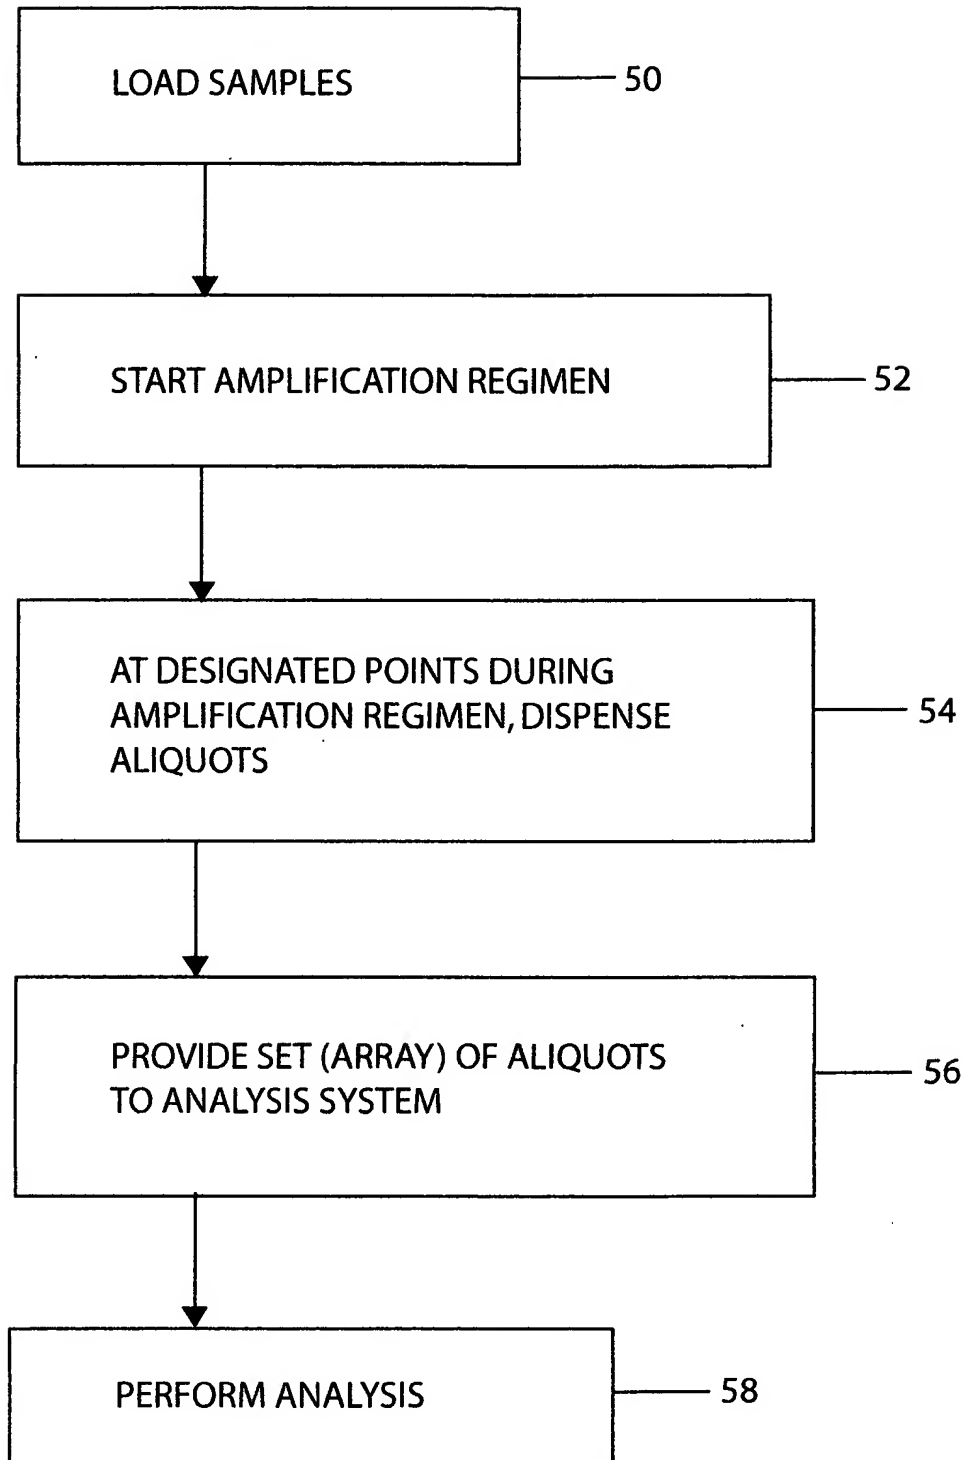 LOAD SAMPLES
50
START AMPLIFICATION REGIMEN
52
AT DESIGNATED POINTS DURING
AMPLIFICATION REGIMEN, DISPENSE
ALIQUOTS
54
PROVIDE SET (ARRAY) OF ALIQUOTS
TO ANALYSIS SYSTEM
56
PERFORM ANALYSIS
58